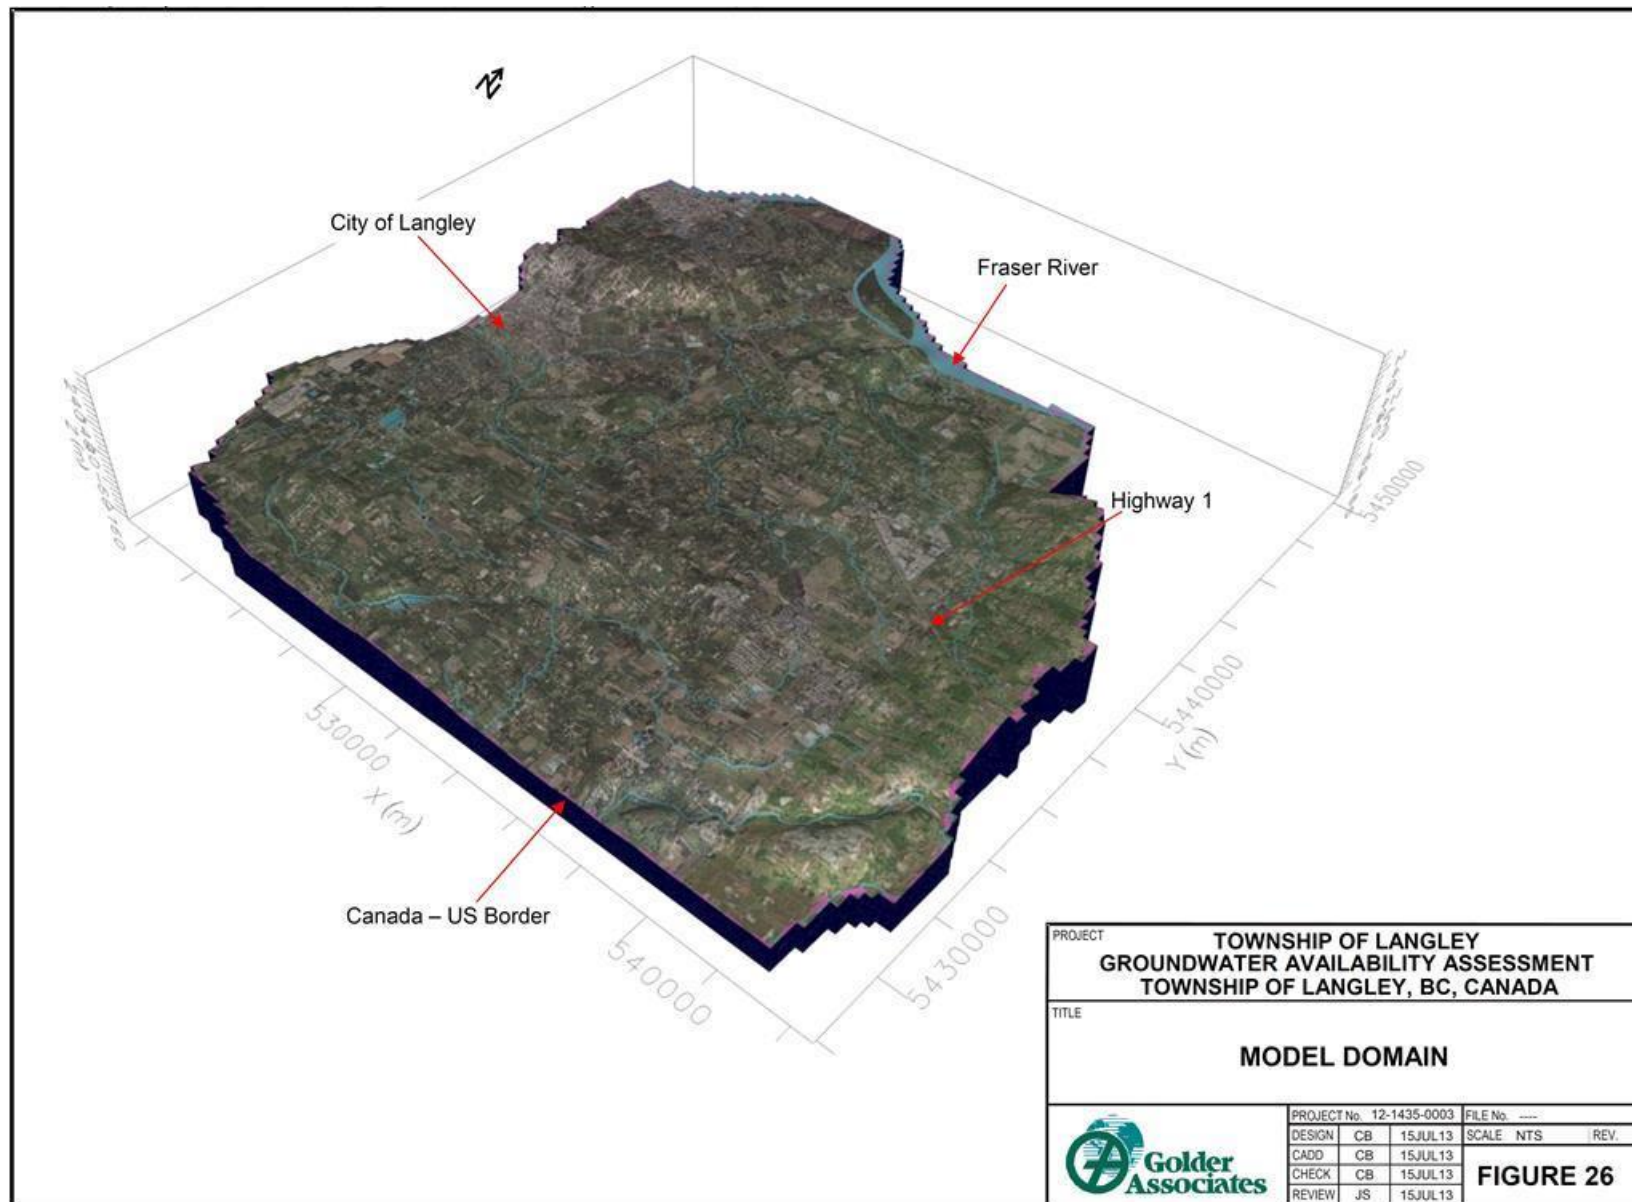 N
City of Langley
Fraser River
Highway 1
Canada – US Border
530000
540000
X (m)
5430000
5440000
5450000
Y (m)
PROJECT
TOWNSHIP OF LANGLEY
GROUNDWATER AVAILABILITY ASSESSMENT
TOWNSHIP OF LANGLEY, BC, CANADA
TITLE
MODEL DOMAIN
Golder
Associates
PROJECT No. 12-1435-0003 FILE No. ----
DESIGN CB 15JUL13 SCALE NTS REV.
CADD CB 15JUL13
CHECK CB 15JUL13
REVIEW JS 15JUL13
FIGURE 26